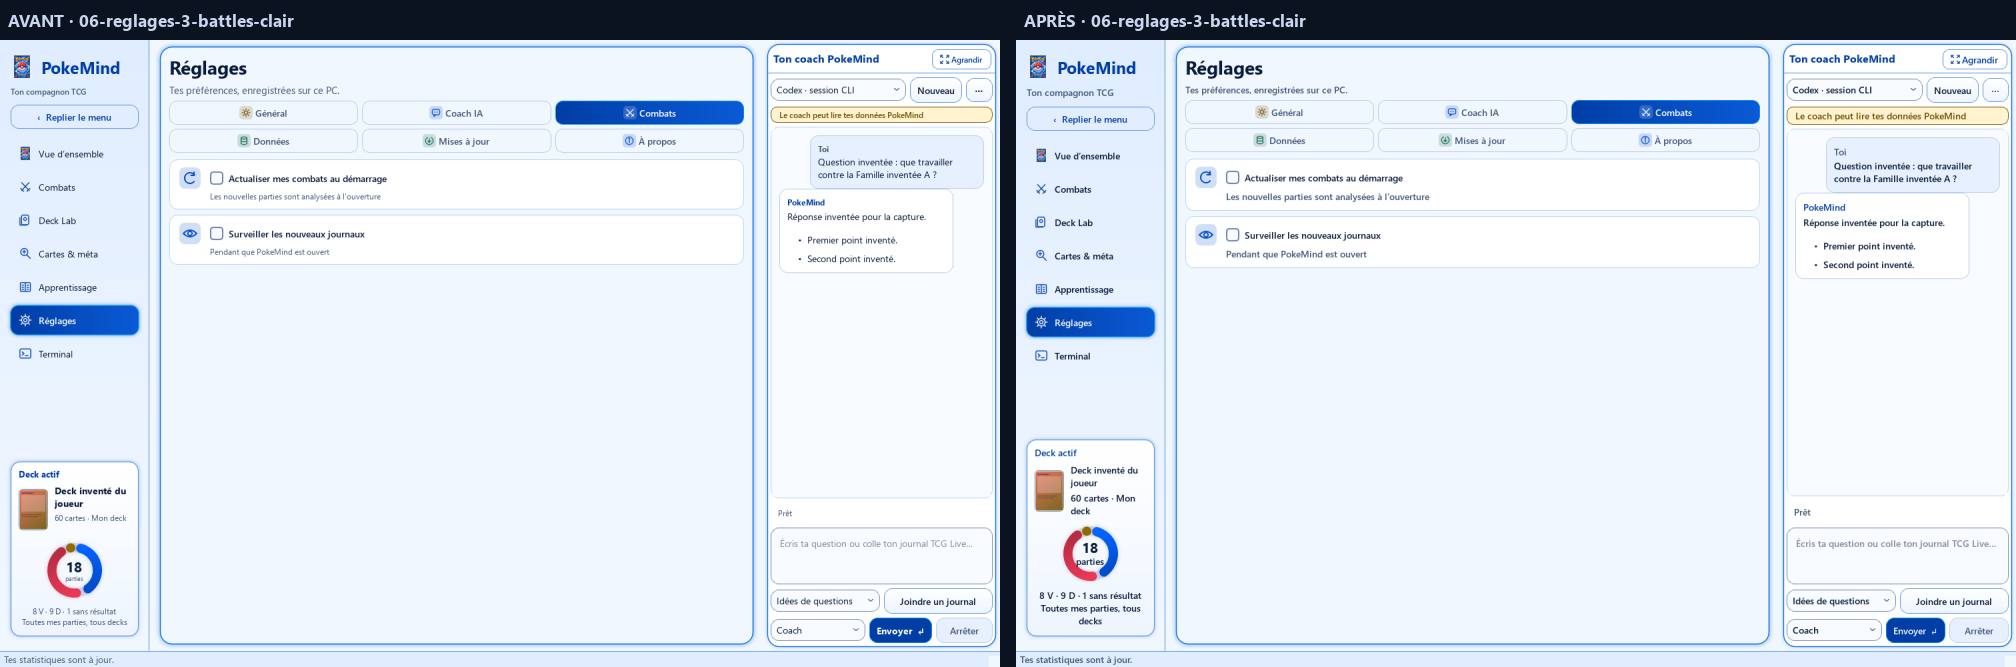 AVANT · 06-reglages-3-battles-clair
PokeMind
Ton compagnon TCG
‹ Replier le menu
Vue d'ensemble
Combats
Deck Lab
Cartes & méta
Apprentissage
Réglages
Terminal
Deck actif
Deck inventé du
joueur
60 cartes · Mon deck
18
parties
8 V · 9 D · 1 sans résultat
Toutes mes parties, tous decks
Réglages
Tes préférences, enregistrées sur ce PC.
Général
Coach IA
Combats
Données
Mises à jour
À propos
Actualiser mes combats au démarrage
Les nouvelles parties sont analysées à l'ouverture
Surveiller les nouveaux journaux
Pendant que PokeMind est ouvert
Ton coach PokeMind
Agrandir
Codex · session CLI
Nouveau
...
Le coach peut lire tes données PokeMind
Toi
Question inventée : que travailler
contre la Famille inventée A ?
PokeMind
Réponse inventée pour la capture.
• Premier point inventé.
• Second point inventé.
Prêt
Écris ta question ou colle ton journal TCG Live...
Idées de questions
Joindre un journal
Coach
Envoyer ↲
Arrêter
Tes statistiques sont à jour.
APRÈS · 06-reglages-3-battles-clair
PokeMind
Ton compagnon TCG
‹ Replier le menu
Vue d'ensemble
Combats
Deck Lab
Cartes & méta
Apprentissage
Réglages
Terminal
Deck actif
Deck inventé du
joueur
60 cartes · Mon
deck
18
parties
8 V · 9 D · 1 sans résultat
Toutes mes parties, tous
decks
Réglages
Tes préférences, enregistrées sur ce PC.
Général
Coach IA
Combats
Données
Mises à jour
À propos
Actualiser mes combats au démarrage
Les nouvelles parties sont analysées à l'ouverture
Surveiller les nouveaux journaux
Pendant que PokeMind est ouvert
Ton coach PokeMind
Agrandir
Codex · session CLI
Nouveau
...
Le coach peut lire tes données PokeMind
Toi
Question inventée : que travailler
contre la Famille inventée A ?
PokeMind
Réponse inventée pour la capture.
• Premier point inventé.
• Second point inventé.
Prêt
Écris ta question ou colle ton journal TCG Live...
Idées de questions
Joindre un journal
Coach
Envoyer ↲
Arrêter
Tes statistiques sont à jour.